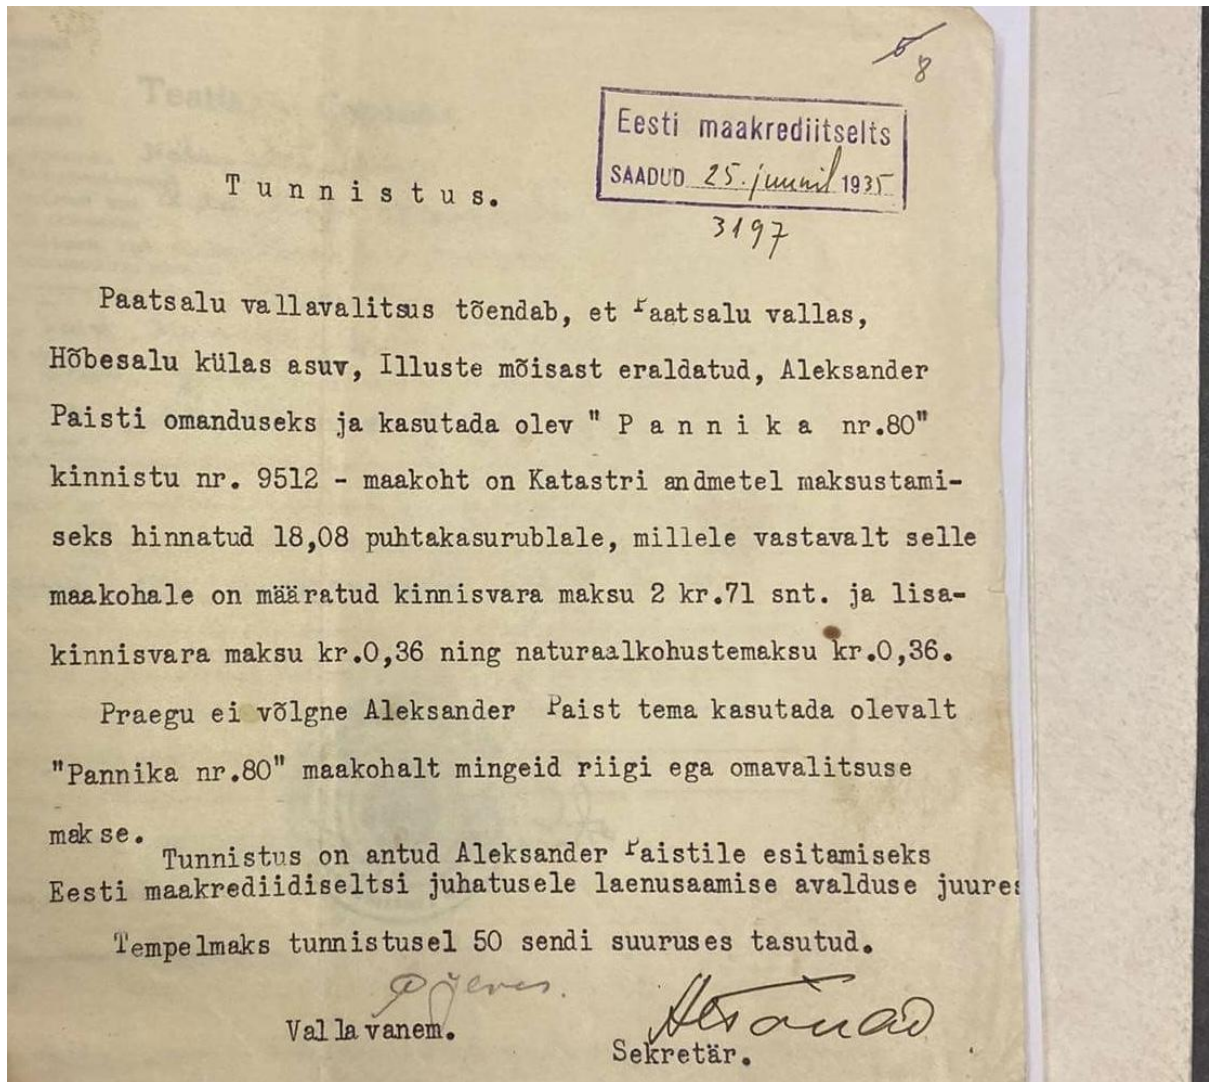 8
Eesti maakrediitselts
SAADUD 25. juunil 1935
3197
Tunnistus.
Paatsalu vallavalitsus tõendab, et Paatsalu vallas,
Hõbesalu külas asuv, Illuste mõisast eraldatud, Aleksander
Paisti omanduseks ja kasutada olev " P a n n i k a nr.80"
kinnistu nr. 9512 - maakoht on Katastri andmetel maksustami-
seks hinnatud 18,08 puhtakasurublale, millele vastavalt selle
maakohale on määratud kinnisvara maksu 2 kr.71 snt. ja lisa-
kinnisvara maksu kr.0,36 ning naturaalkohustemaksu kr.0,36.
Praegu ei võlgne Aleksander Paist tema kasutada olevalt
"Pannika nr.80" maakohalt mingeid riigi ega omavalitsuse
makse.
Tunnistus on antud Aleksander Paistile esitamiseks
Eesti maakrediidiseltsi juhatusele laenusaamise avalduse juures
Tempelmaks tunnistusel 50 sendi suuruses tasutud.
Vallavanem.
Sekretär.